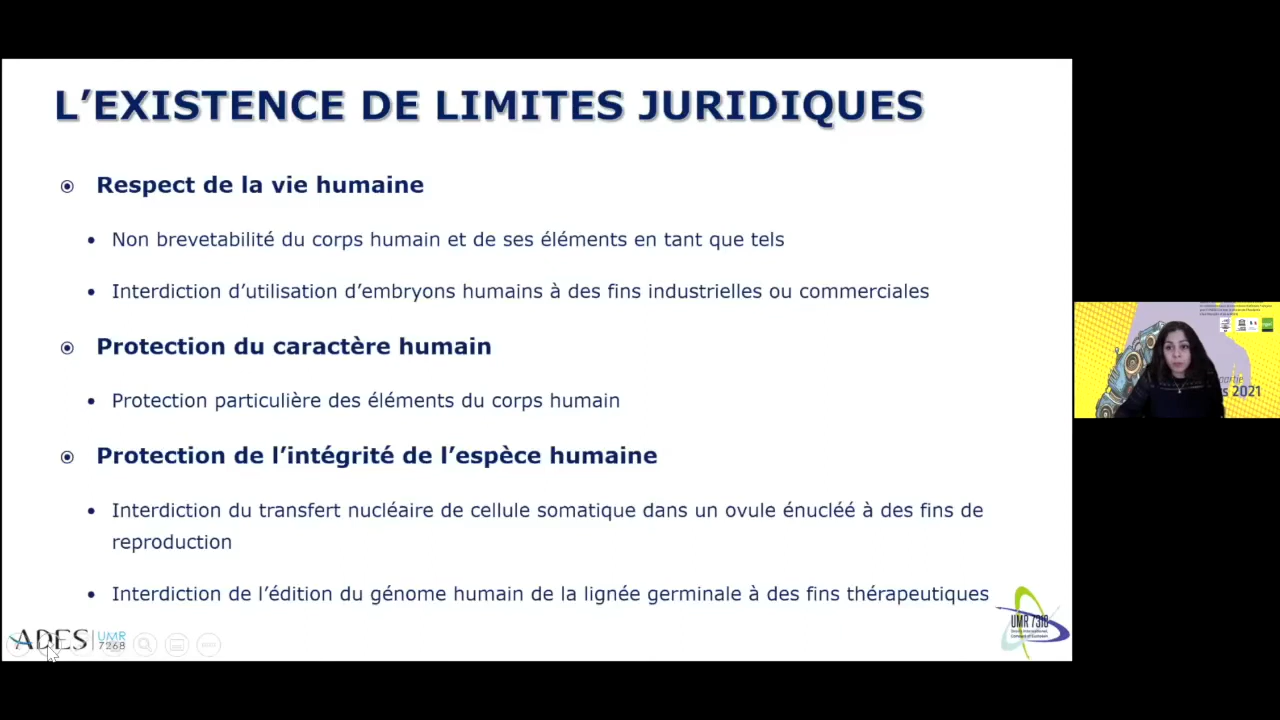 L’EXISTENCE DE LIMITES JURIDIQUES
Respect de la vie humaine
Non brevetabilité du corps humain et de ses éléments en tant que tels
Interdiction d’utilisation d’embryons humains à des fins industrielles ou commerciales
Protection du caractère humain
Protection particulière des éléments du corps humain
Protection de l’intégrité de l’espèce humaine
Interdiction du transfert nucléaire de cellule somatique dans un ovule énucléé à des fins de
reproduction
Interdiction de l’édition du génome humain de la lignée germinale à des fins thérapeutiques
ADES UMR
7268
UMR 7318
2021